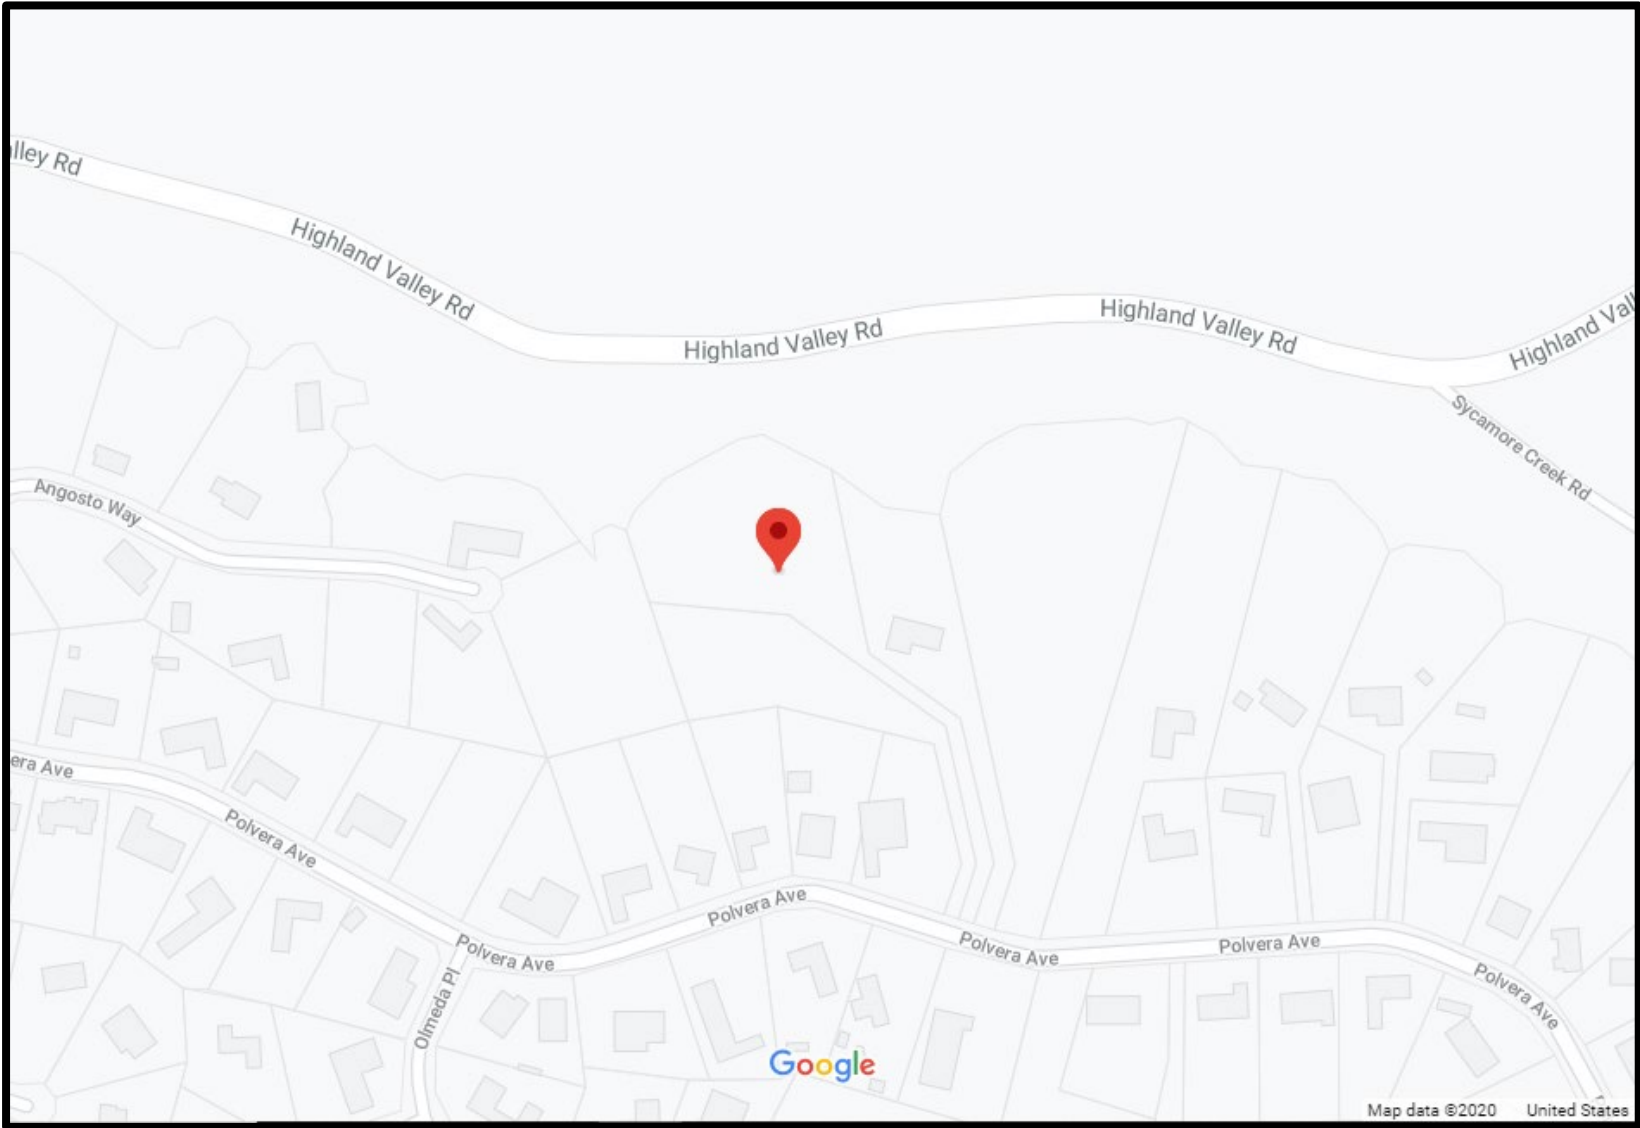 lley Rd
Highland Valley Rd
Highland Valley Rd
Highland Valley Rd
Highland Vall
Sycamore Creek Rd
Angosto Way
era Ave
Polvera Ave
Polvera Ave
Polvera Ave
Polvera Ave
Polvera Ave
Polvera Ave
Olmeda Pl
Google
Map data ©2020
United States